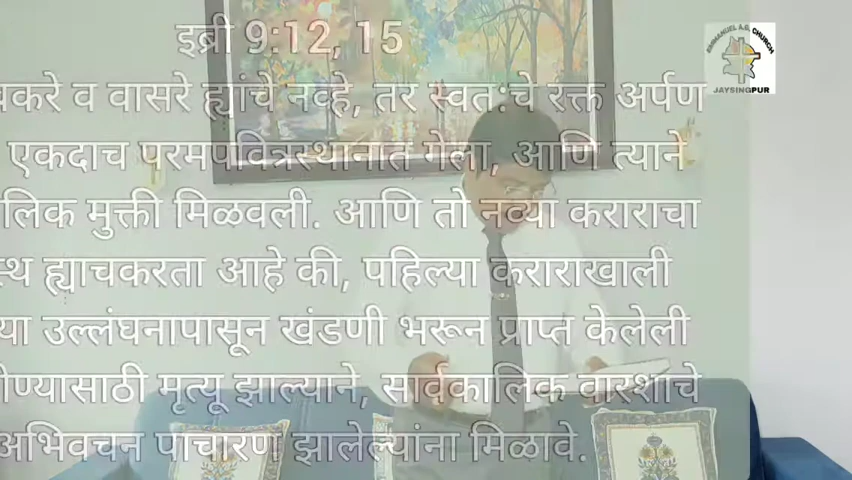 इब्री 9:12, 15
व वासरे ह्यांचे नव्हे, तर स्वत:चे रक्त अर्पण
एकदाच परमपवित्रस्थानात गेला, आणि त्याने
मुक्ती मिळवली. आणि तो नव्या कराराचा
ह्याचकरता आहे की, पहिल्या कराराखाली
उल्लंघनापासून खंडणी भरून प्राप्त केलेली
मृत्यू झाल्याने, सार्वकालिक वारशाचे
अभिवचन पाचारण झालेल्यांना मिळावे.
EMMANUEL A.G. CHURCH
JAYSINGPUR